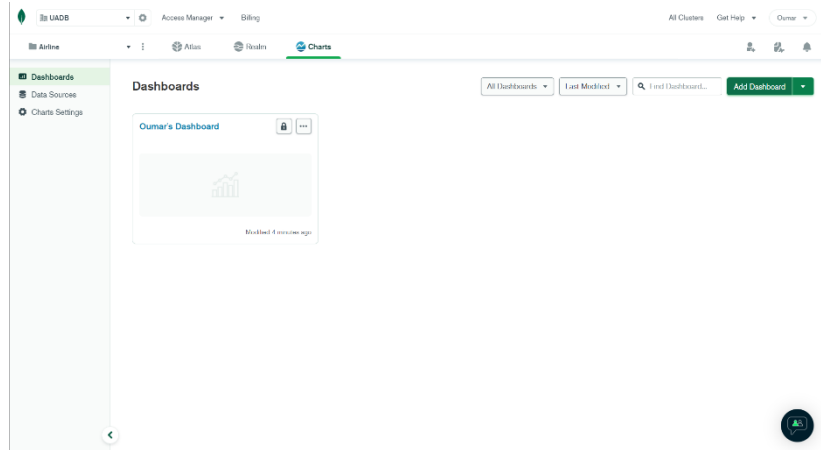 UADB Access Manager Billing All Clusters Get Help Oumar
Airline Atlas Realm Charts
Dashboards
Data Sources
Charts Settings
Dashboards
All Dashboards Last Modified Find Dashboard... Add Dashboard
Oumar's Dashboard
Modified 4 minutes ago